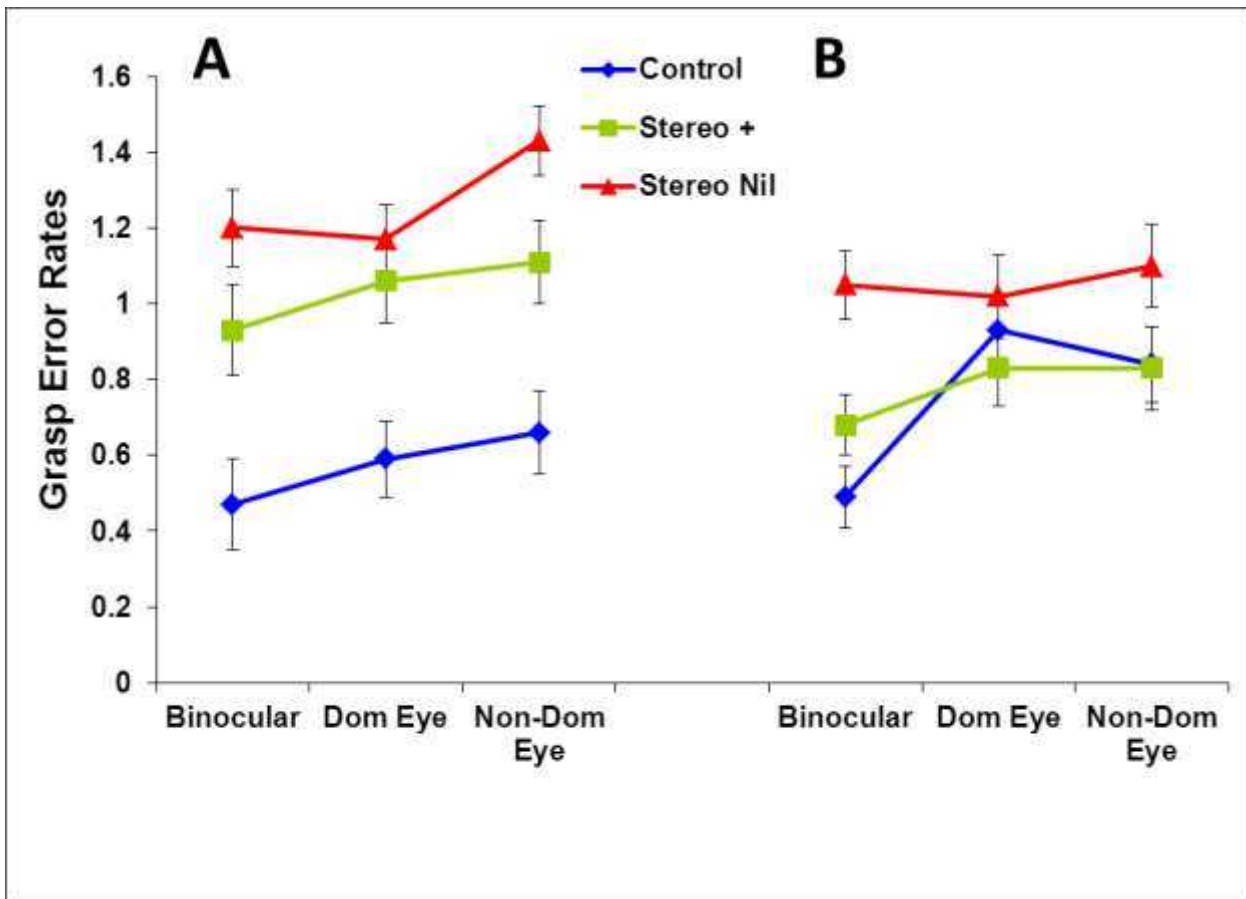 A
B
Control
Stereo +
Stereo Nil
Grasp Error Rates
1.6
1.4
1.2
1
0.8
0.6
0.4
0.2
0
Binocular
Dom Eye
Non-Dom
Eye
Binocular
Dom Eye
Non-Dom
Eye